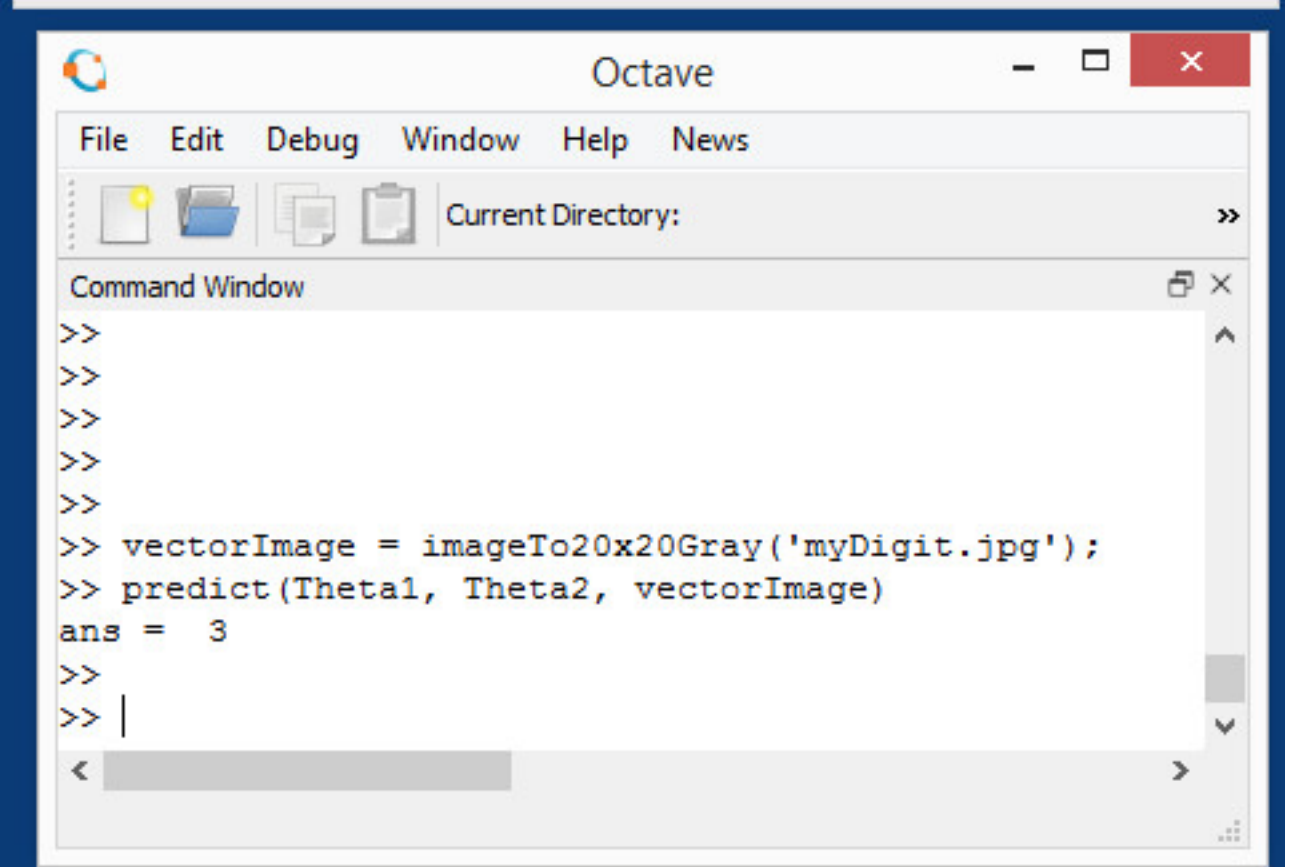 Octave
File Edit Debug Window Help News
Current Directory: »
Command Window
>>
>>
>>
>>
>>
>> vectorImage = imageTo20x20Gray('myDigit.jpg');
>> predict(Theta1, Theta2, vectorImage)
ans =  3
>>
>>